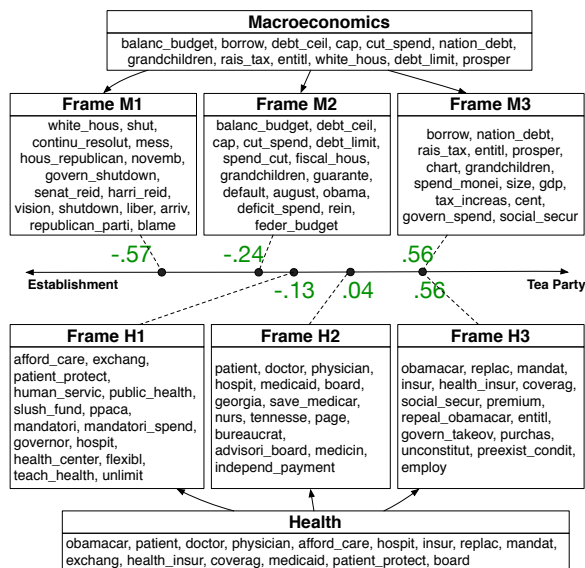 Macroeconomics
balanc_budget, borrow, debt_ceil, cap, cut_spend, nation_debt,
grandchildren, rais_tax, entitl, white_hous, debt_limit, prosper
Frame M1
white_hous, shut,
continu_resolut, mess,
hous_republican, novemb,
govern_shutdown,
senat_reid, harri_reid,
vision, shutdown, liber, arriv,
republican_parti, blame
Frame M2
balanc_budget, debt_ceil,
cap, cut_spend, debt_limit,
spend_cut, fiscal_hous,
grandchildren, guarante,
default, august, obama,
deficit_spend, rein,
feder_budget
Frame M3
borrow, nation_debt,
rais_tax, entitl, prosper,
chart, grandchildren,
spend_monei, size, gdp,
tax_increas, cent,
govern_spend, social_secur
-.57
-.24
.56
Establishment
-.13
.04
.56
Tea Party
Frame H1
afford_care, exchang,
patient_protect,
human_servic, public_health,
slush_fund, ppaca,
mandatori, mandatori_spend,
governor, hospit,
health_center, flexibl,
teach_health, unlimit
Frame H2
patient, doctor, physician,
hospit, medicaid, board,
georgia, save_medicar,
nurs, tennesse, page,
bureaucrat,
advisori_board, medicin,
independ_payment
Frame H3
obamacar, replac, mandat,
insur, health_insur, coverag,
social_secur, premium,
repeal_obamacar, entitl,
govern_takeov, purchas,
unconstitut, preexist_condit,
employ
Health
obamacar, patient, doctor, physician, afford_care, hospit, insur, replac, mandat,
exchang, health_insur, coverag, medicaid, patient_protect, board